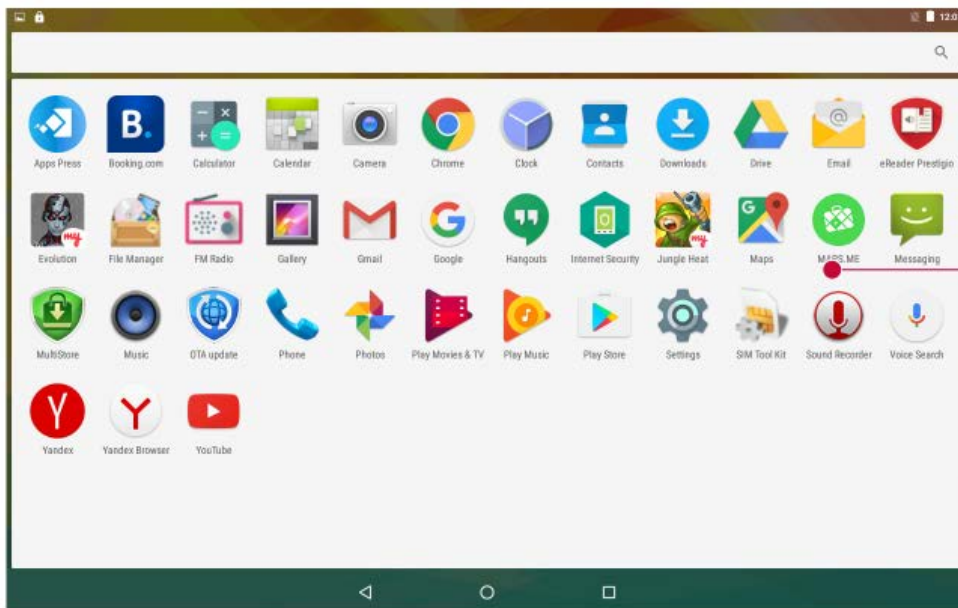 12:0
Apps Press Booking.com Calculator Calendar Camera Chrome Clock Contacts Downloads Drive Email eReader Prestigio
Evolution File Manager FM Radio Gallery Gmail Google Hangouts Internet Security Jungle Heat Maps MAPS.ME Messaging
MultiStore Music OTA update Phone Photos Play Movies & TV Play Music Play Store Settings SIM Tool Kit Sound Recorder Voice Search
Yandex Yandex Browser YouTube